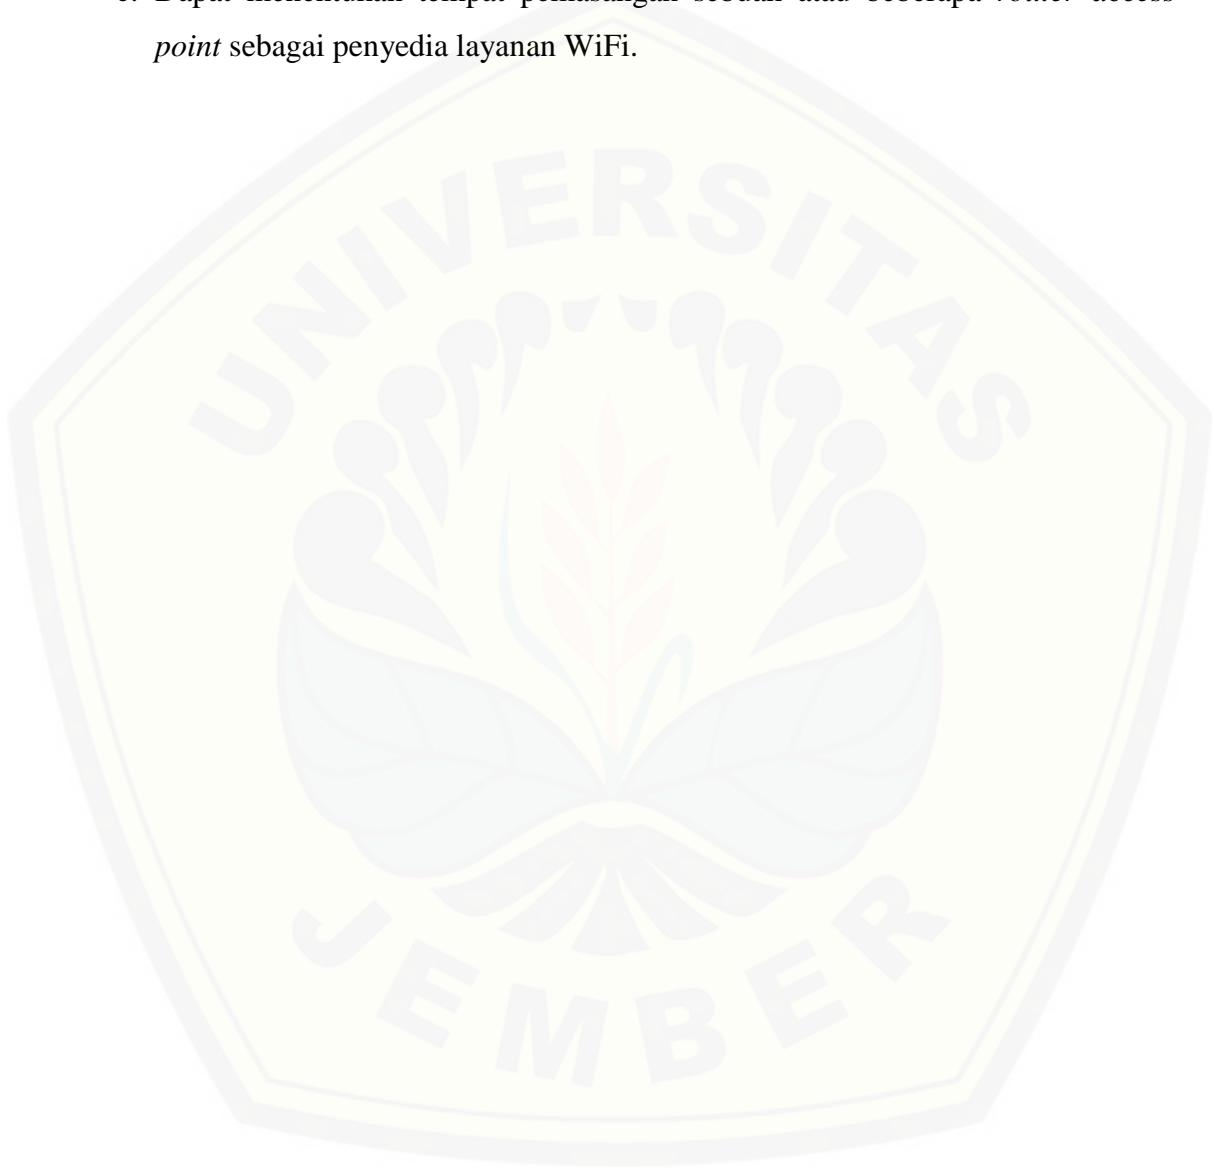 Dapat menentukan tempat pemasangan sebuah atau beberapa router access
point sebagai penyedia layanan WiFi.
UNIVERSITAS
JEMBER